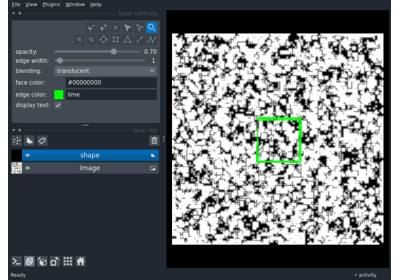 File View Plugins Window Help
layer controls
opacity: 0.70
edge width: 1
blending: translucent
face color: #00000000
edge color: lime
display text:
layer list
shape
Image
Ready
activity